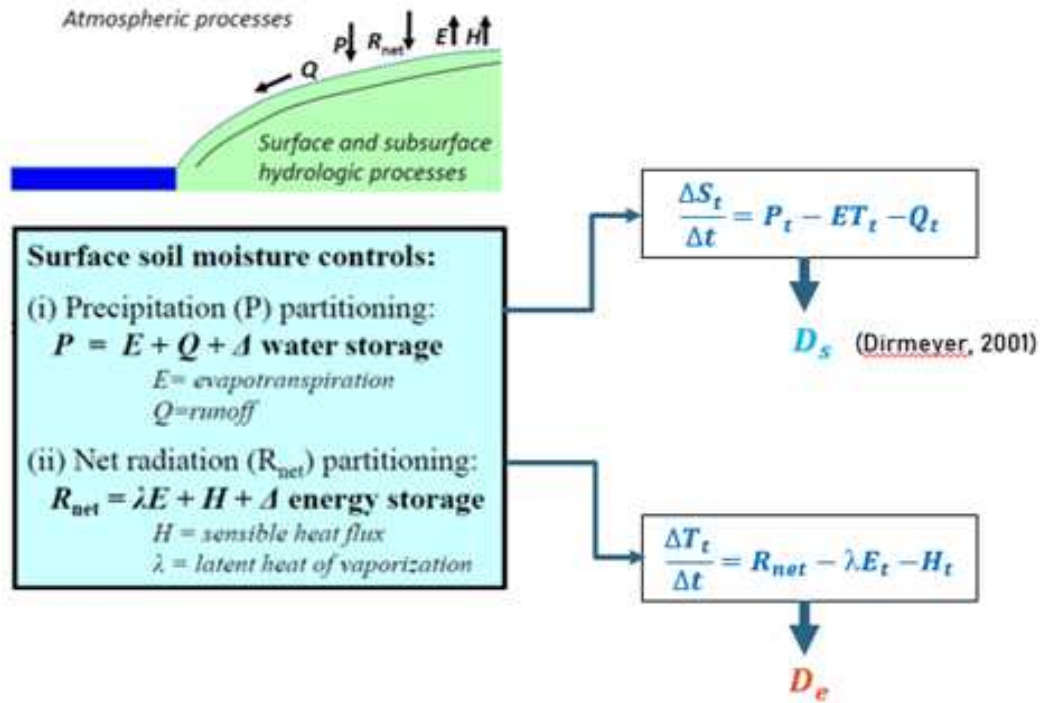 Atmospheric processes
P R_net E H
Q
Surface and subsurface
hydrologic processes
Surface soil moisture controls:
(i) Precipitation (P) partitioning:
P = E + Q + Δ water storage
E= evapotranspiration
Q=runoff
(ii) Net radiation (R_net) partitioning:
R_net = λE + H + Δ energy storage
H = sensible heat flux
λ = latent heat of vaporization
ΔS_t/Δt = P_t − ET_t −Q_t
D_s (Dirmeyer, 2001)
ΔT_t/Δt = R_net − λE_t −H_t
D_e